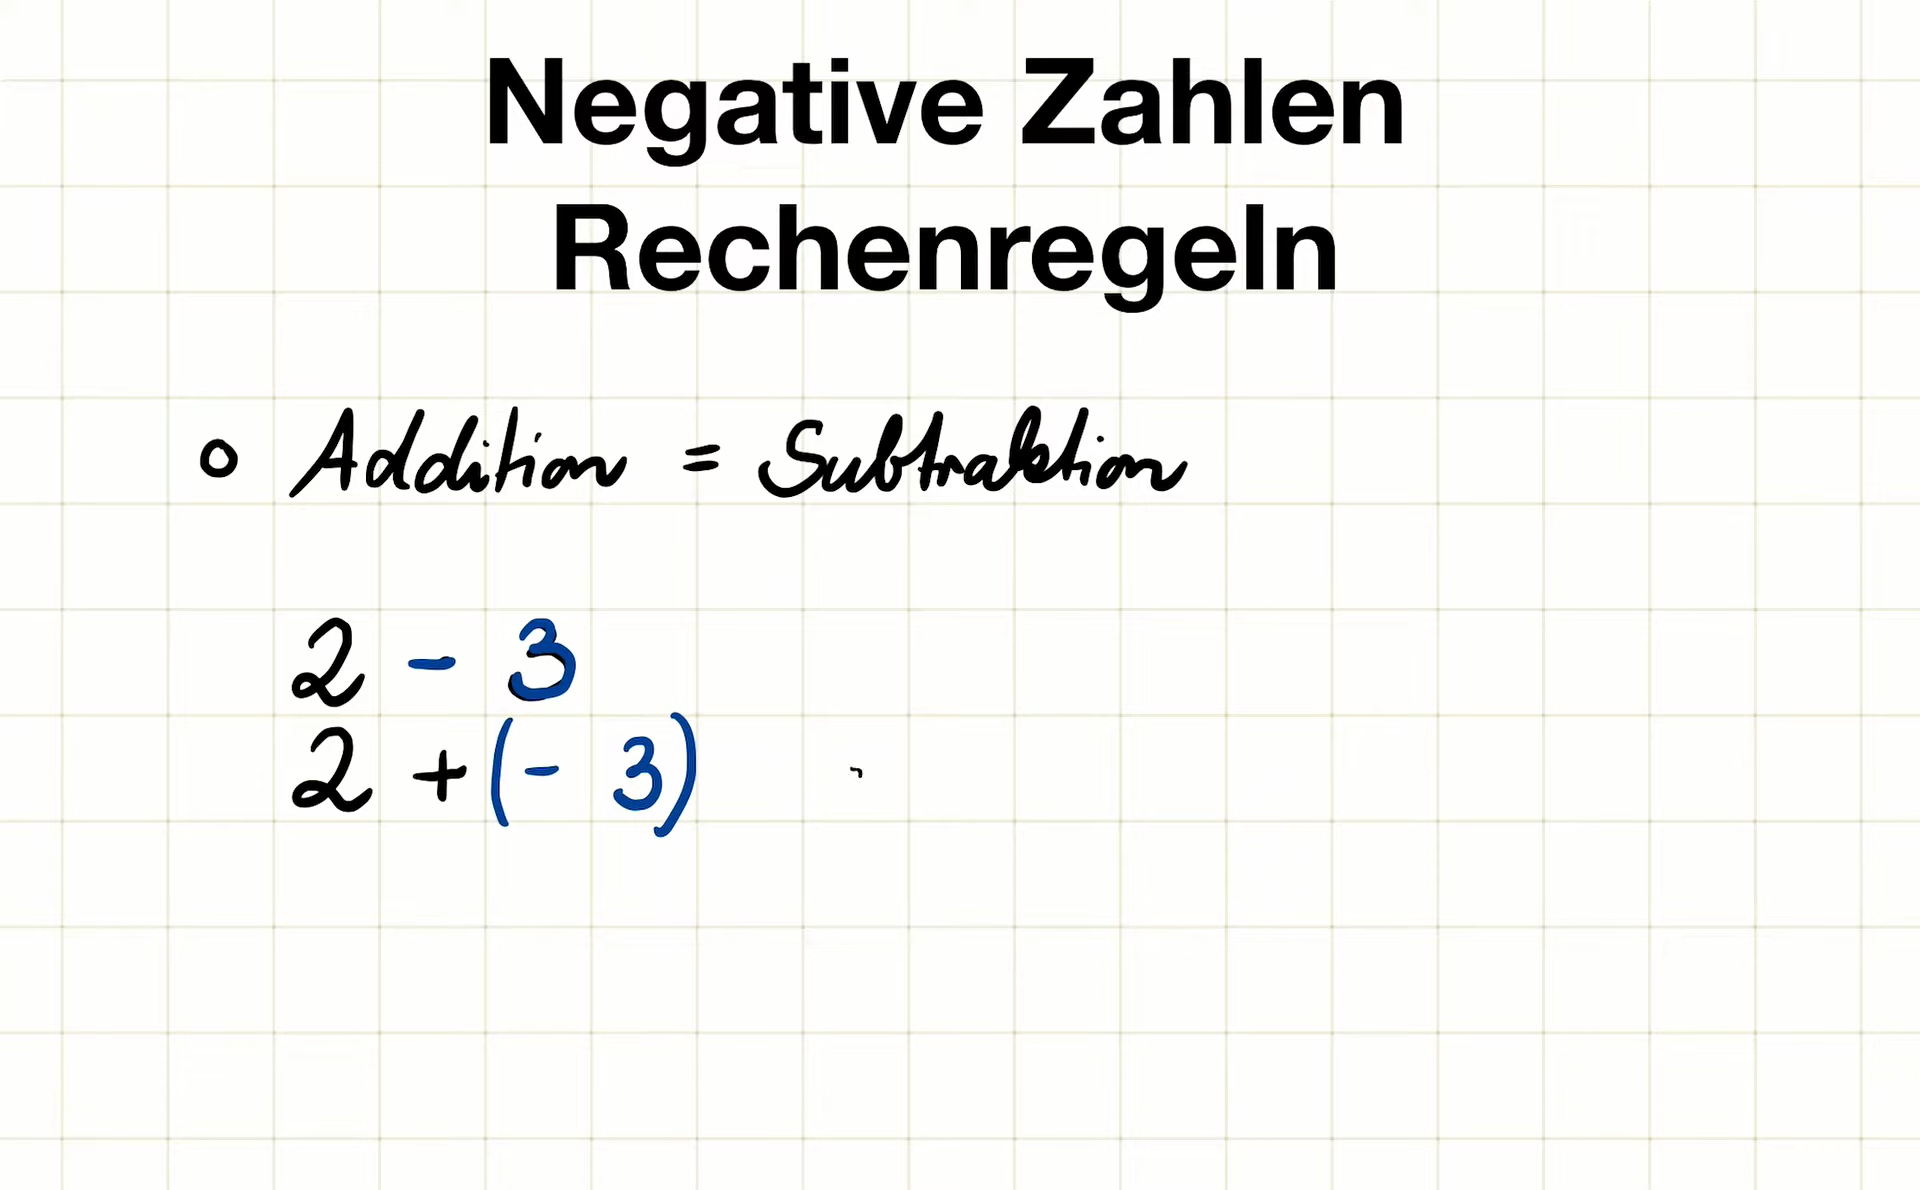 Negative Zahlen
Rechenregeln
o Addition = Subtraktion
2 - 3
2 + (- 3)